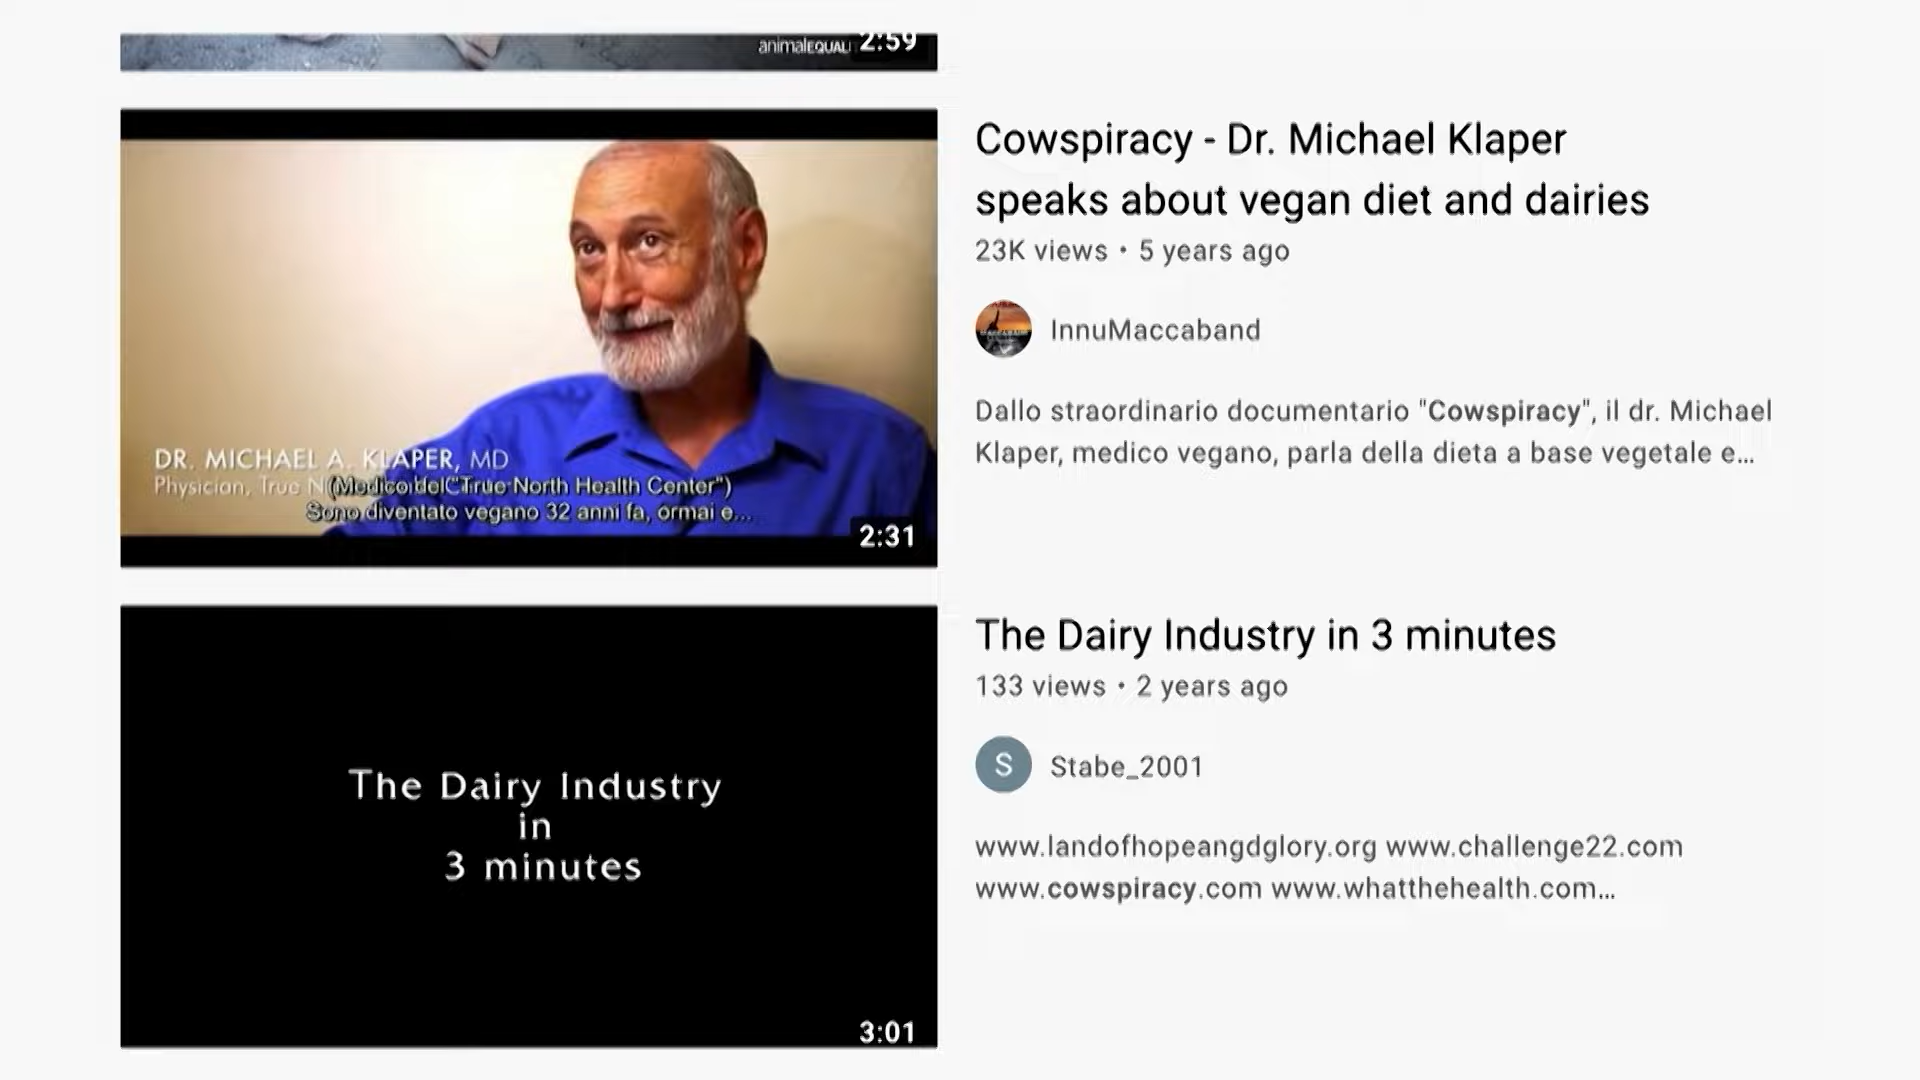 animalEQUALI
2:59
Cowspiracy - Dr. Michael Klaper
speaks about vegan diet and dairies
23K views • 5 years ago
InnuMaccaband
Dallo straordinario documentario "Cowspiracy", il dr. Michael
Klaper, medico vegano, parla della dieta a base vegetale e...
DR. MICHAEL A. KLAPER, MD
Physician, True
(Medico del "True North Health Center")
Sono diventato vegano 32 anni fa, ormai e...
2:31
The Dairy Industry in 3 minutes
133 views • 2 years ago
S
Stabe_2001
www.landofhopeangdglory.org www.challenge22.com
www.cowspiracy.com www.whatthehealth.com...
The Dairy Industry
in
3 minutes
3:01